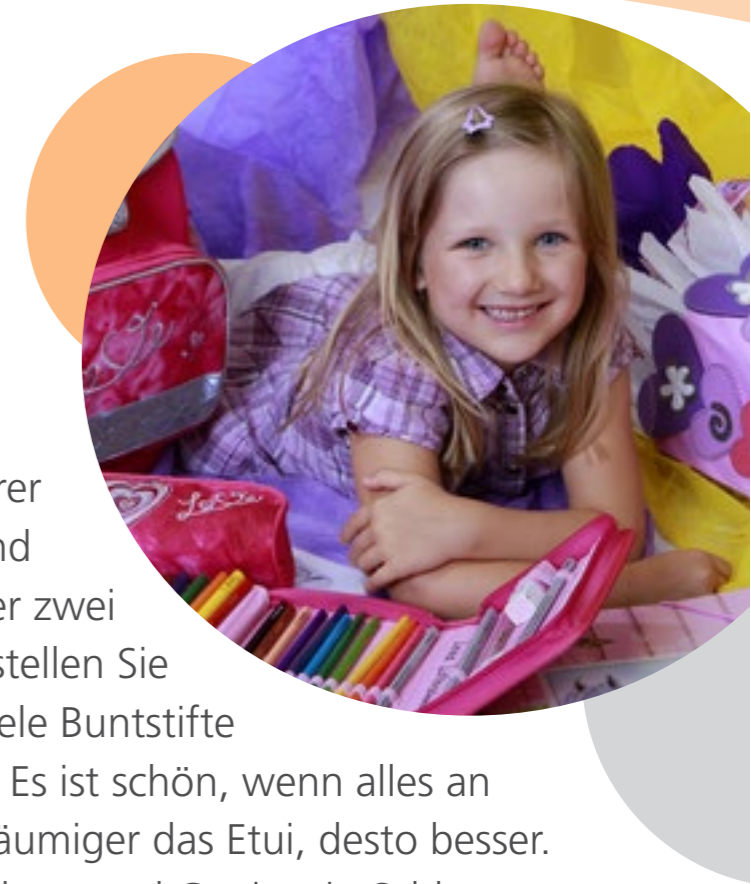 rer
nd
er zwei
stellen Sie
ele Buntstifte
Es ist schön, wenn alles an
äumiger das Etui, desto besser.